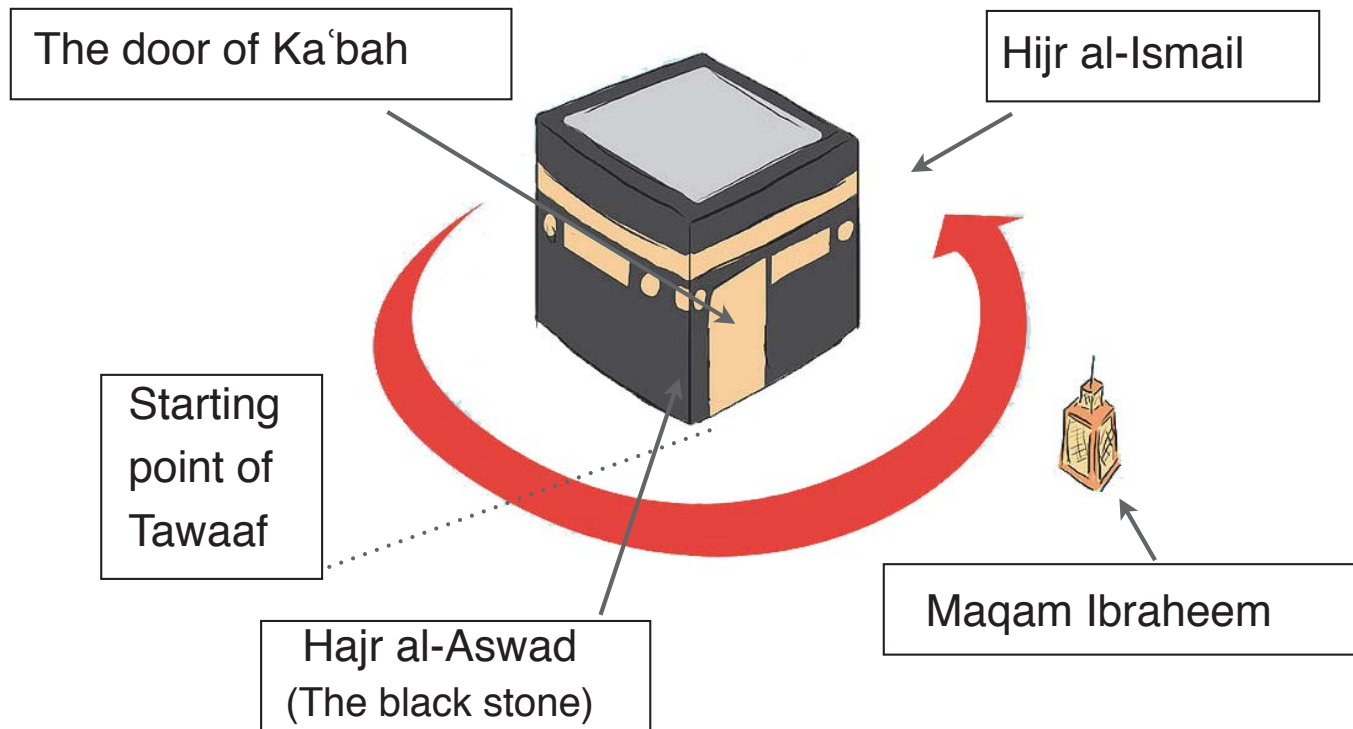 The door of Kaʿbah
Hijr al-Ismail
Starting
point of
Tawaaf
Maqam Ibraheem
Hajr al-Aswad
(The black stone)